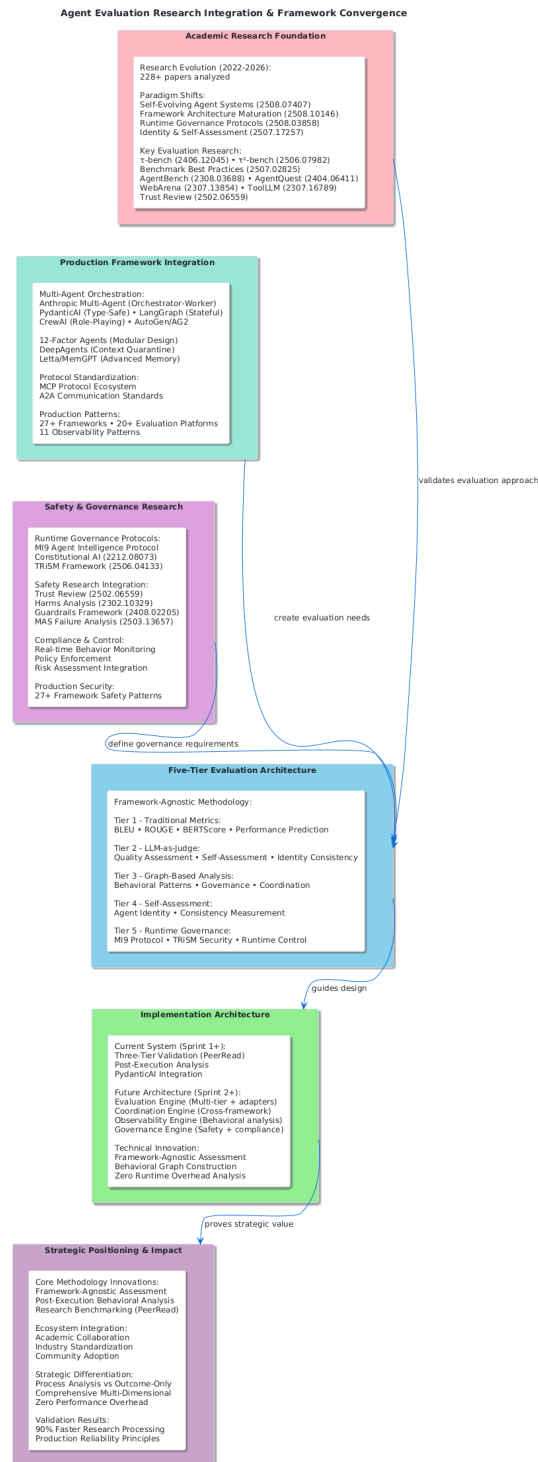 Agent Evaluation Research Integration & Framework Convergence
Academic Research Foundation
Research Evolution (2022-2026):
228+ papers analyzed
Paradigm Shifts:
Self-Evolving Agent Systems (2508.07407)
Framework Architecture Maturation (2508.10146)
Runtime Governance Protocols (2508.03858)
Identity & Self-Assessment (2507.17257)
Key Evaluation Research:
τ-bench (2406.12045) • τ²-bench (2506.07982)
Benchmark Best Practices (2507.02825)
AgentBench (2308.03688) • AgentQuest (2404.06411)
WebArena (2307.13854) • ToolLLM (2307.16789)
Trust Review (2502.06559)
Production Framework Integration
Multi-Agent Orchestration:
Anthropic Multi-Agent (Orchestrator-Worker)
PydanticAI (Type-Safe) • LangGraph (Stateful)
CrewAI (Role-Playing) • AutoGen/AG2
12-Factor Agents (Modular Design)
DeepAgents (Context Quarantine)
Letta/MemGPT (Advanced Memory)
Protocol Standardization:
MCP Protocol Ecosystem
A2A Communication Standards
Production Patterns:
27+ Frameworks • 20+ Evaluation Platforms
11 Observability Patterns
validates evaluation approach
Safety & Governance Research
Runtime Governance Protocols:
MI9 Agent Intelligence Protocol
Constitutional AI (2212.08073)
TRiSM Framework (2506.04133)
Safety Research Integration:
Trust Review (2502.06559)
Harms Analysis (2302.10329)
Guardrails Framework (2408.02205)
MAS Failure Analysis (2503.13657)
Compliance & Control:
Real-time Behavior Monitoring
Policy Enforcement
Risk Assessment Integration
Production Security:
27+ Framework Safety Patterns
create evaluation needs
define governance requirements
Five-Tier Evaluation Architecture
Framework-Agnostic Methodology:
Tier 1 - Traditional Metrics:
BLEU • ROUGE • BERTScore • Performance Prediction
Tier 2 - LLM-as-Judge:
Quality Assessment • Self-Assessment • Identity Consistency
Tier 3 - Graph-Based Analysis:
Behavioral Patterns • Governance • Coordination
Tier 4 - Self-Assessment:
Agent Identity • Consistency Measurement
Tier 5 - Runtime Governance:
MI9 Protocol • TRiSM Security • Runtime Control
guides design
Implementation Architecture
Current System (Sprint 1+):
Three-Tier Validation (PeerRead)
Post-Execution Analysis
PydanticAI Integration
Future Architecture (Sprint 2+):
Evaluation Engine (Multi-tier + adapters)
Coordination Engine (Cross-framework)
Observability Engine (Behavioral analysis)
Governance Engine (Safety + compliance)
Technical Innovation:
Framework-Agnostic Assessment
Behavioral Graph Construction
Zero Runtime Overhead Analysis
proves strategic value
Strategic Positioning & Impact
Core Methodology Innovations:
Framework-Agnostic Assessment
Post-Execution Behavioral Analysis
Research Benchmarking (PeerRead)
Ecosystem Integration:
Academic Collaboration
Industry Standardization
Community Adoption
Strategic Differentiation:
Process Analysis vs Outcome-Only
Comprehensive Multi-Dimensional
Zero Performance Overhead
Validation Results:
90% Faster Research Processing
Production Reliability Principles